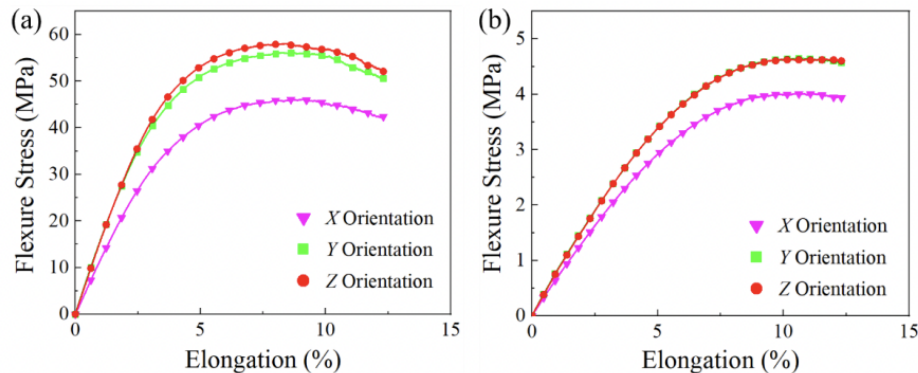 (a)
60
50
40
30
20
10
0
Flexure Stress (MPa)
X Orientation
Y Orientation
Z Orientation
0 5 10 15
Elongation (%)
(b)
5
4
3
2
1
0
Flexure Stress (MPa)
X Orientation
Y Orientation
Z Orientation
0 5 10 15
Elongation (%)